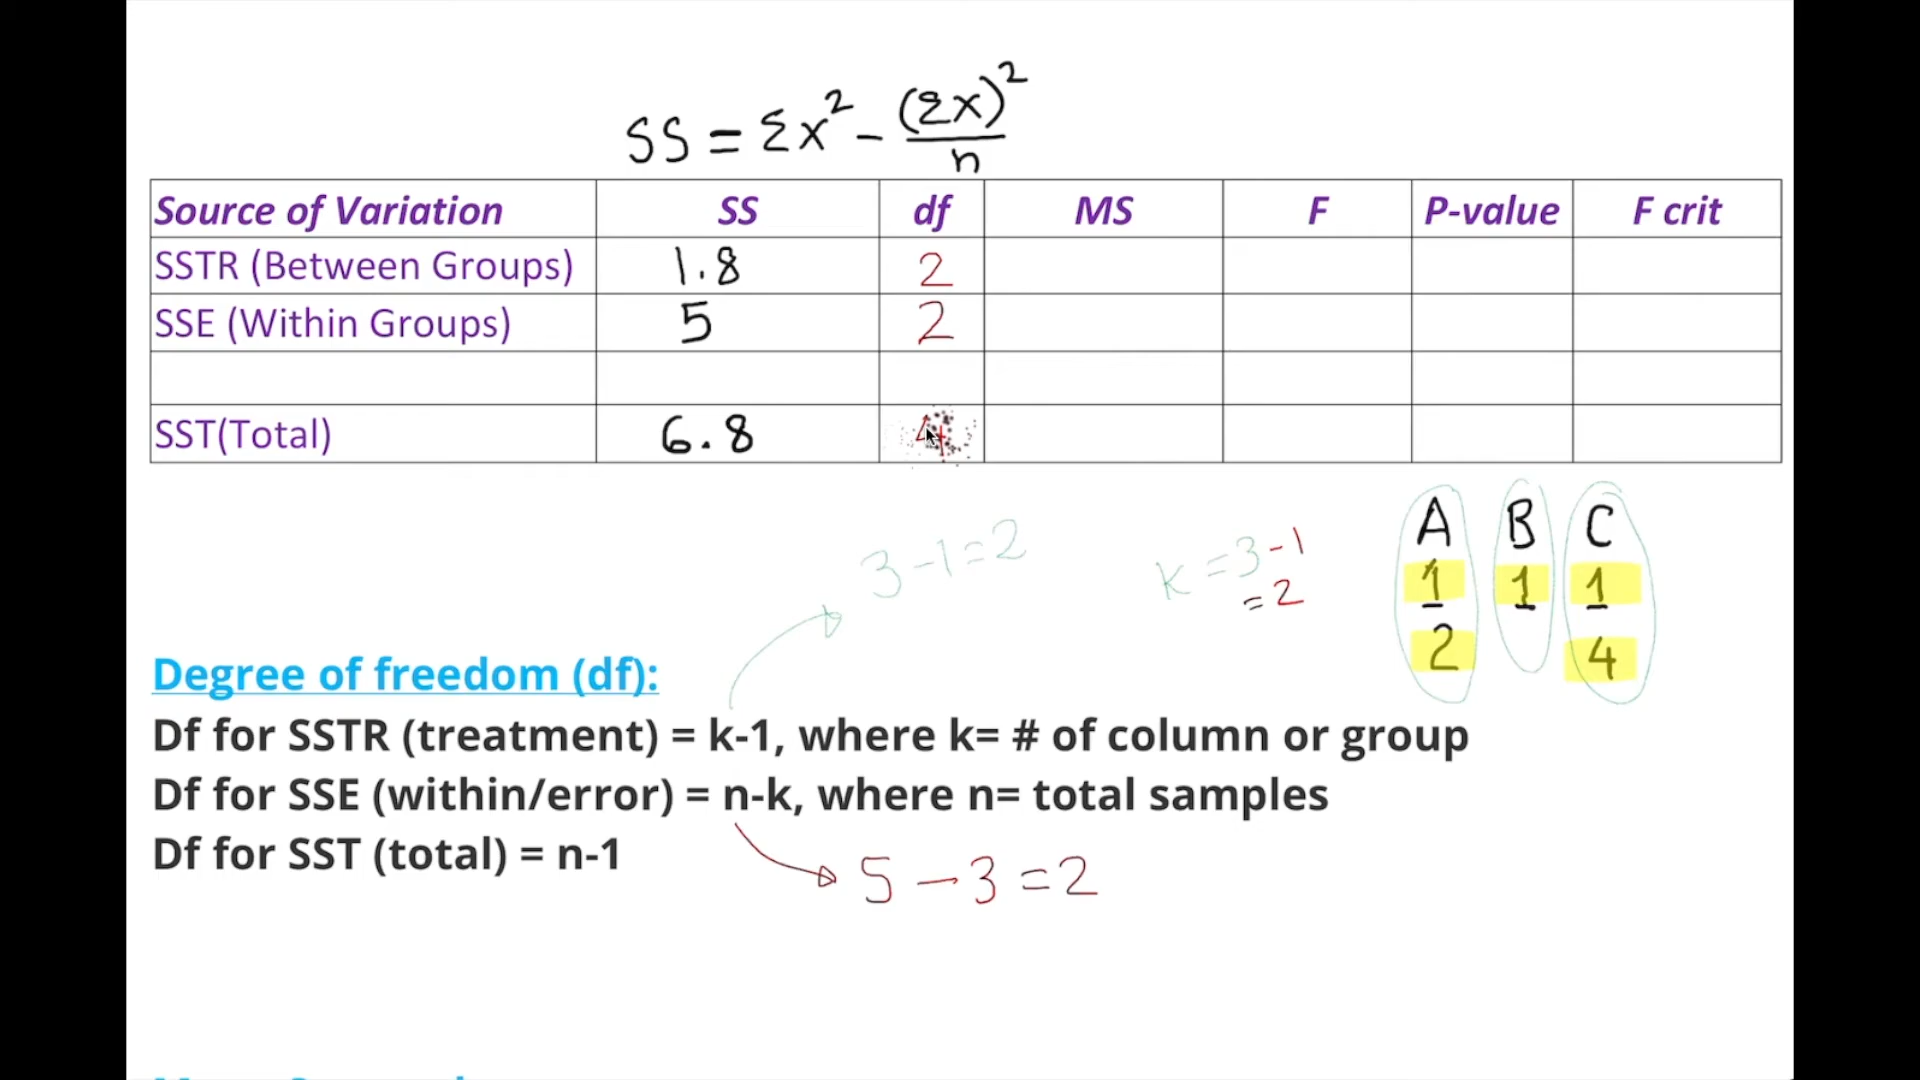 SS = Σx² - (Σx)²/n
Source of Variation SS df MS F P-value F crit
SSTR (Between Groups) 1.8 2
SSE (Within Groups) 5 2
SST(Total) 6.8 4
A B C
1 1 1
2 4
3-1=2
k=3-1
=2
Degree of freedom (df):
Df for SSTR (treatment) = k-1, where k= # of column or group
Df for SSE (within/error) = n-k, where n= total samples
Df for SST (total) = n-1
5-3=2